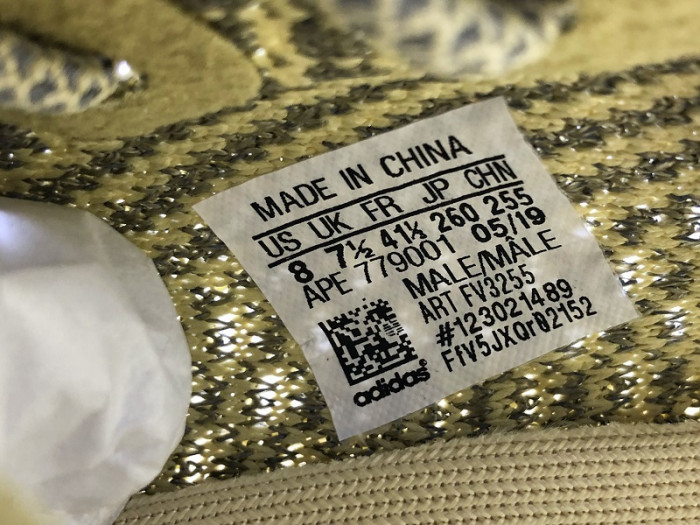 MADE IN CHINA
US UK FR JP CHN
8 7½ 41⅓ 260 255
APE 779001 05/19
MALE/MÂLE
ART FV3255
#123021489
FfV5JXQr02152
adidas